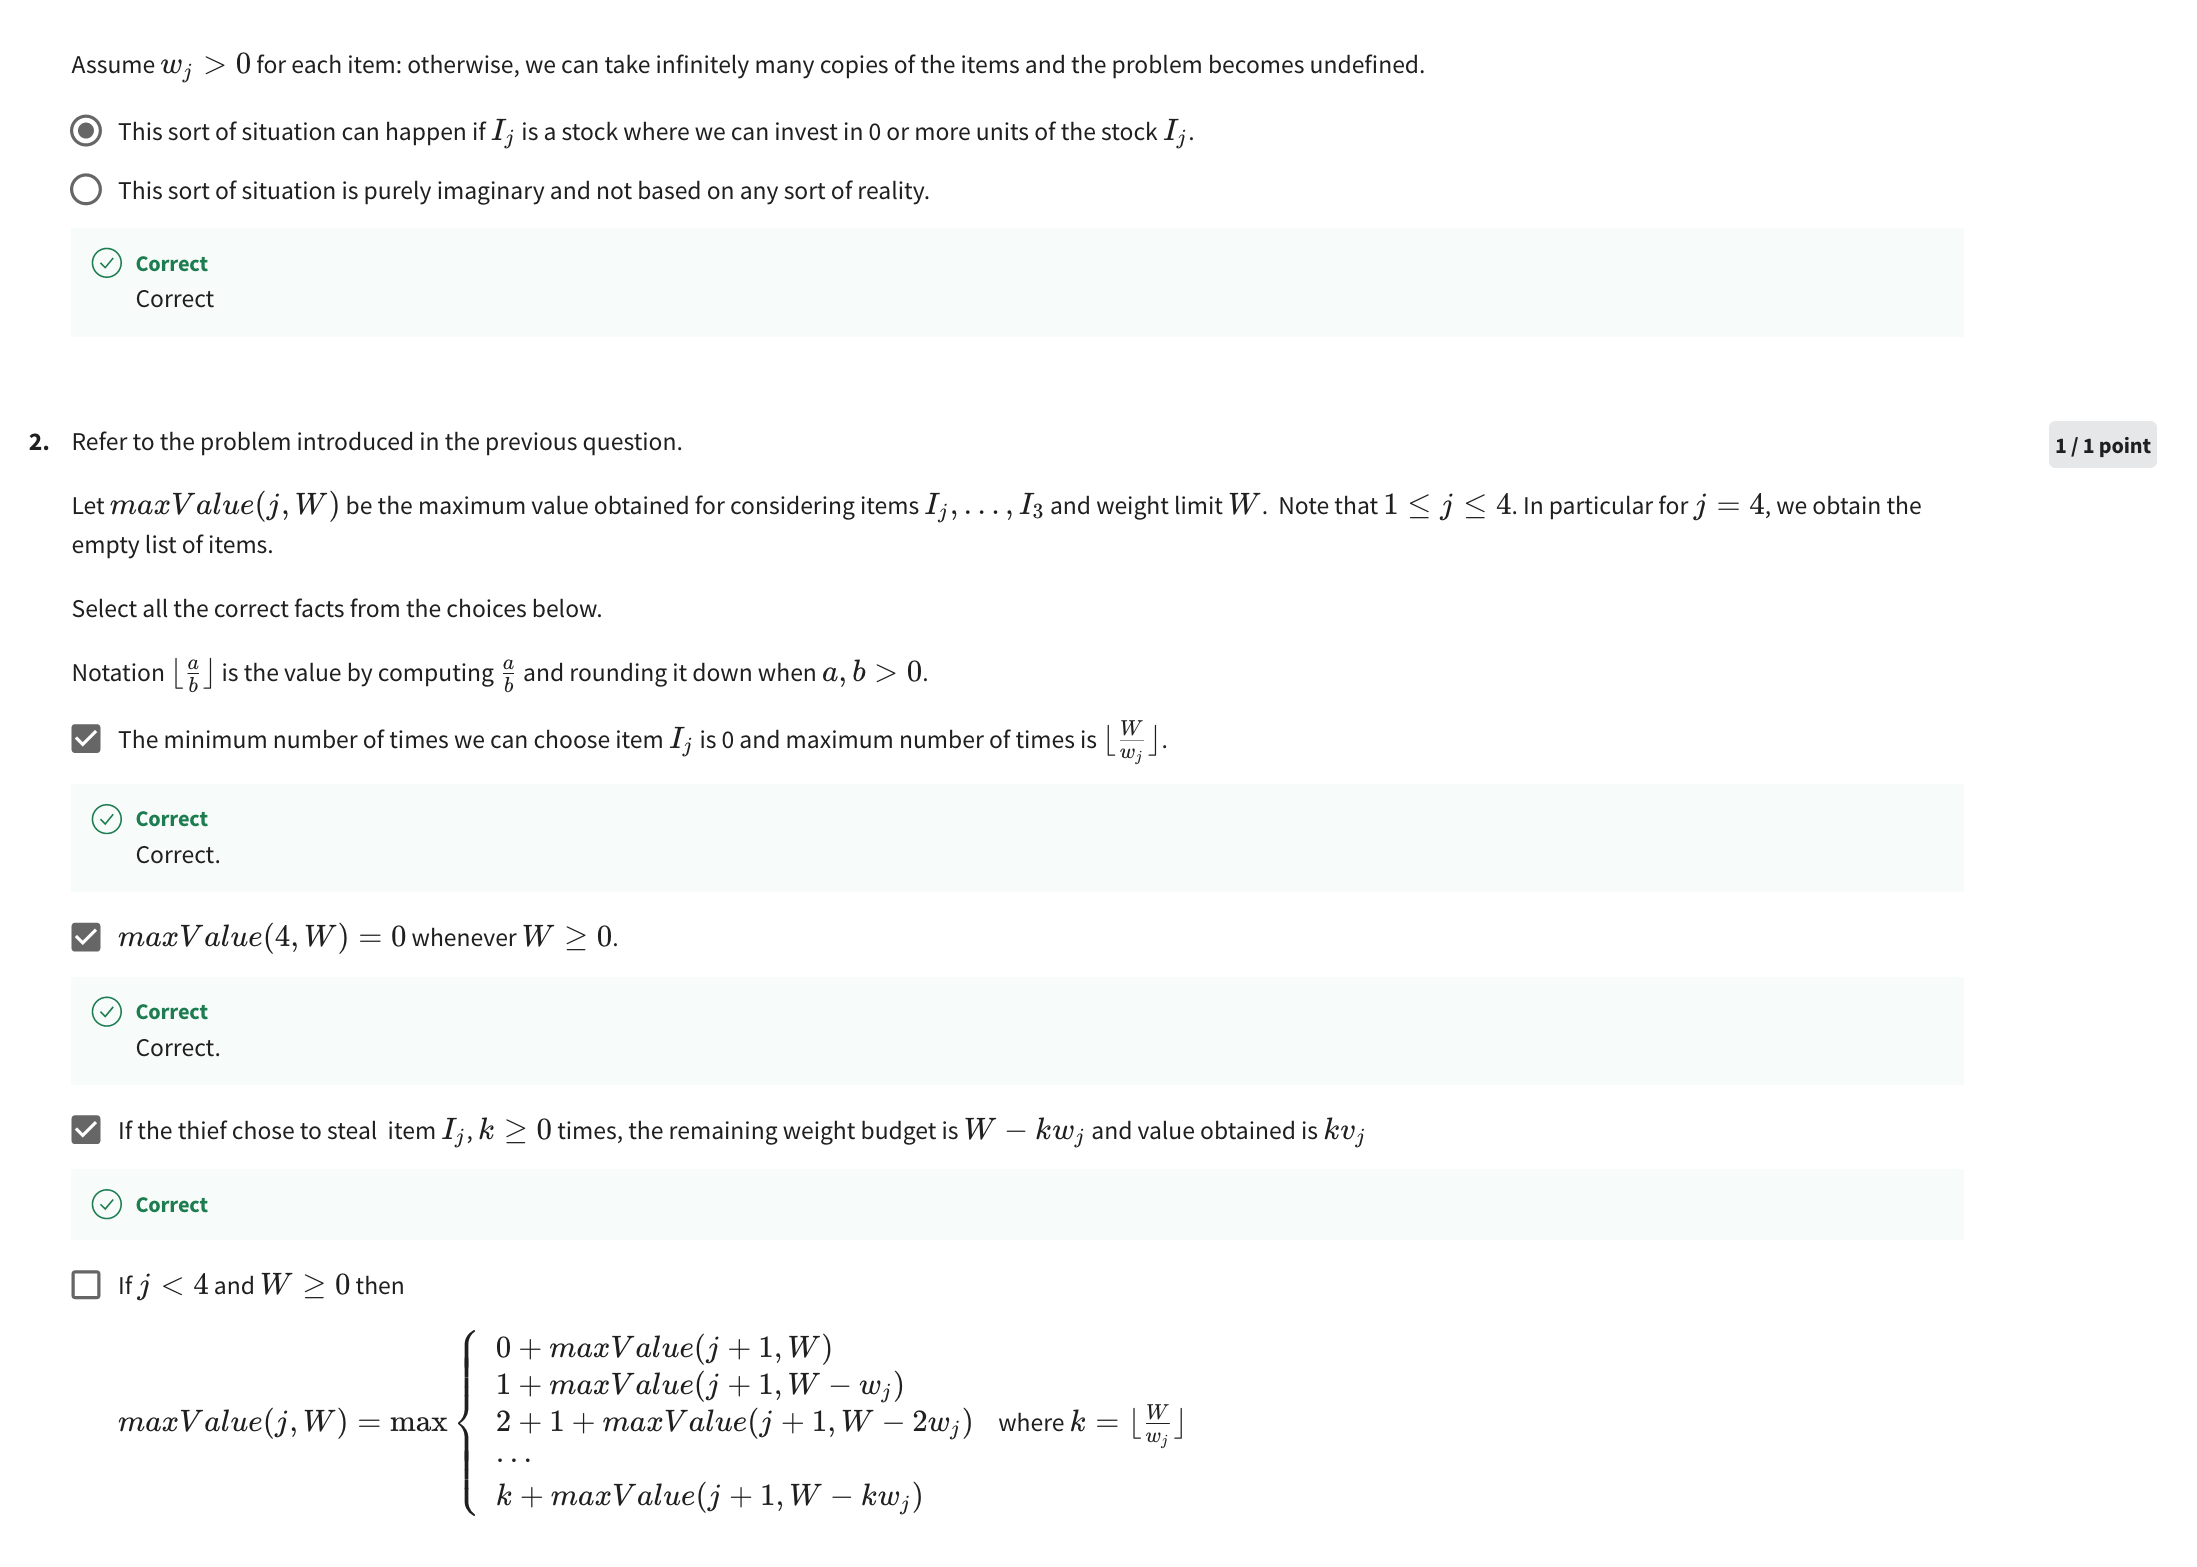 Assume $w_j > 0$ for each item: otherwise, we can take infinitely many copies of the items and the problem becomes undefined.
This sort of situation can happen if $I_j$ is a stock where we can invest in 0 or more units of the stock $I_j$.
This sort of situation is purely imaginary and not based on any sort of reality.
Correct
Correct
2. Refer to the problem introduced in the previous question.
1 / 1 point
Let $maxValue(j, W)$ be the maximum value obtained for considering items $I_j, \ldots, I_3$ and weight limit $W$. Note that $1 \leq j \leq 4$. In particular for $j = 4$, we obtain the
empty list of items.
Select all the correct facts from the choices below.
Notation $\lfloor \frac{a}{b} \rfloor$ is the value by computing $\frac{a}{b}$ and rounding it down when $a, b > 0$.
The minimum number of times we can choose item $I_j$ is 0 and maximum number of times is $\lfloor \frac{W}{w_j} \rfloor$.
Correct
Correct.
$maxValue(4, W) = 0$ whenever $W \geq 0$.
Correct
Correct.
If the thief chose to steal item $I_j, k \geq 0$ times, the remaining weight budget is $W - kw_j$ and value obtained is $kv_j$
Correct
If $j < 4$ and $W \geq 0$ then
$maxValue(j, W) = \max \begin{cases} 0 + maxValue(j + 1, W) \\ 1 + maxValue(j + 1, W - w_j) \\ 2 + 1 + maxValue(j + 1, W - 2w_j) \\ \cdots \\ k + maxValue(j + 1, W - kw_j) \end{cases}$ where $k = \lfloor \frac{W}{w_j} \rfloor$